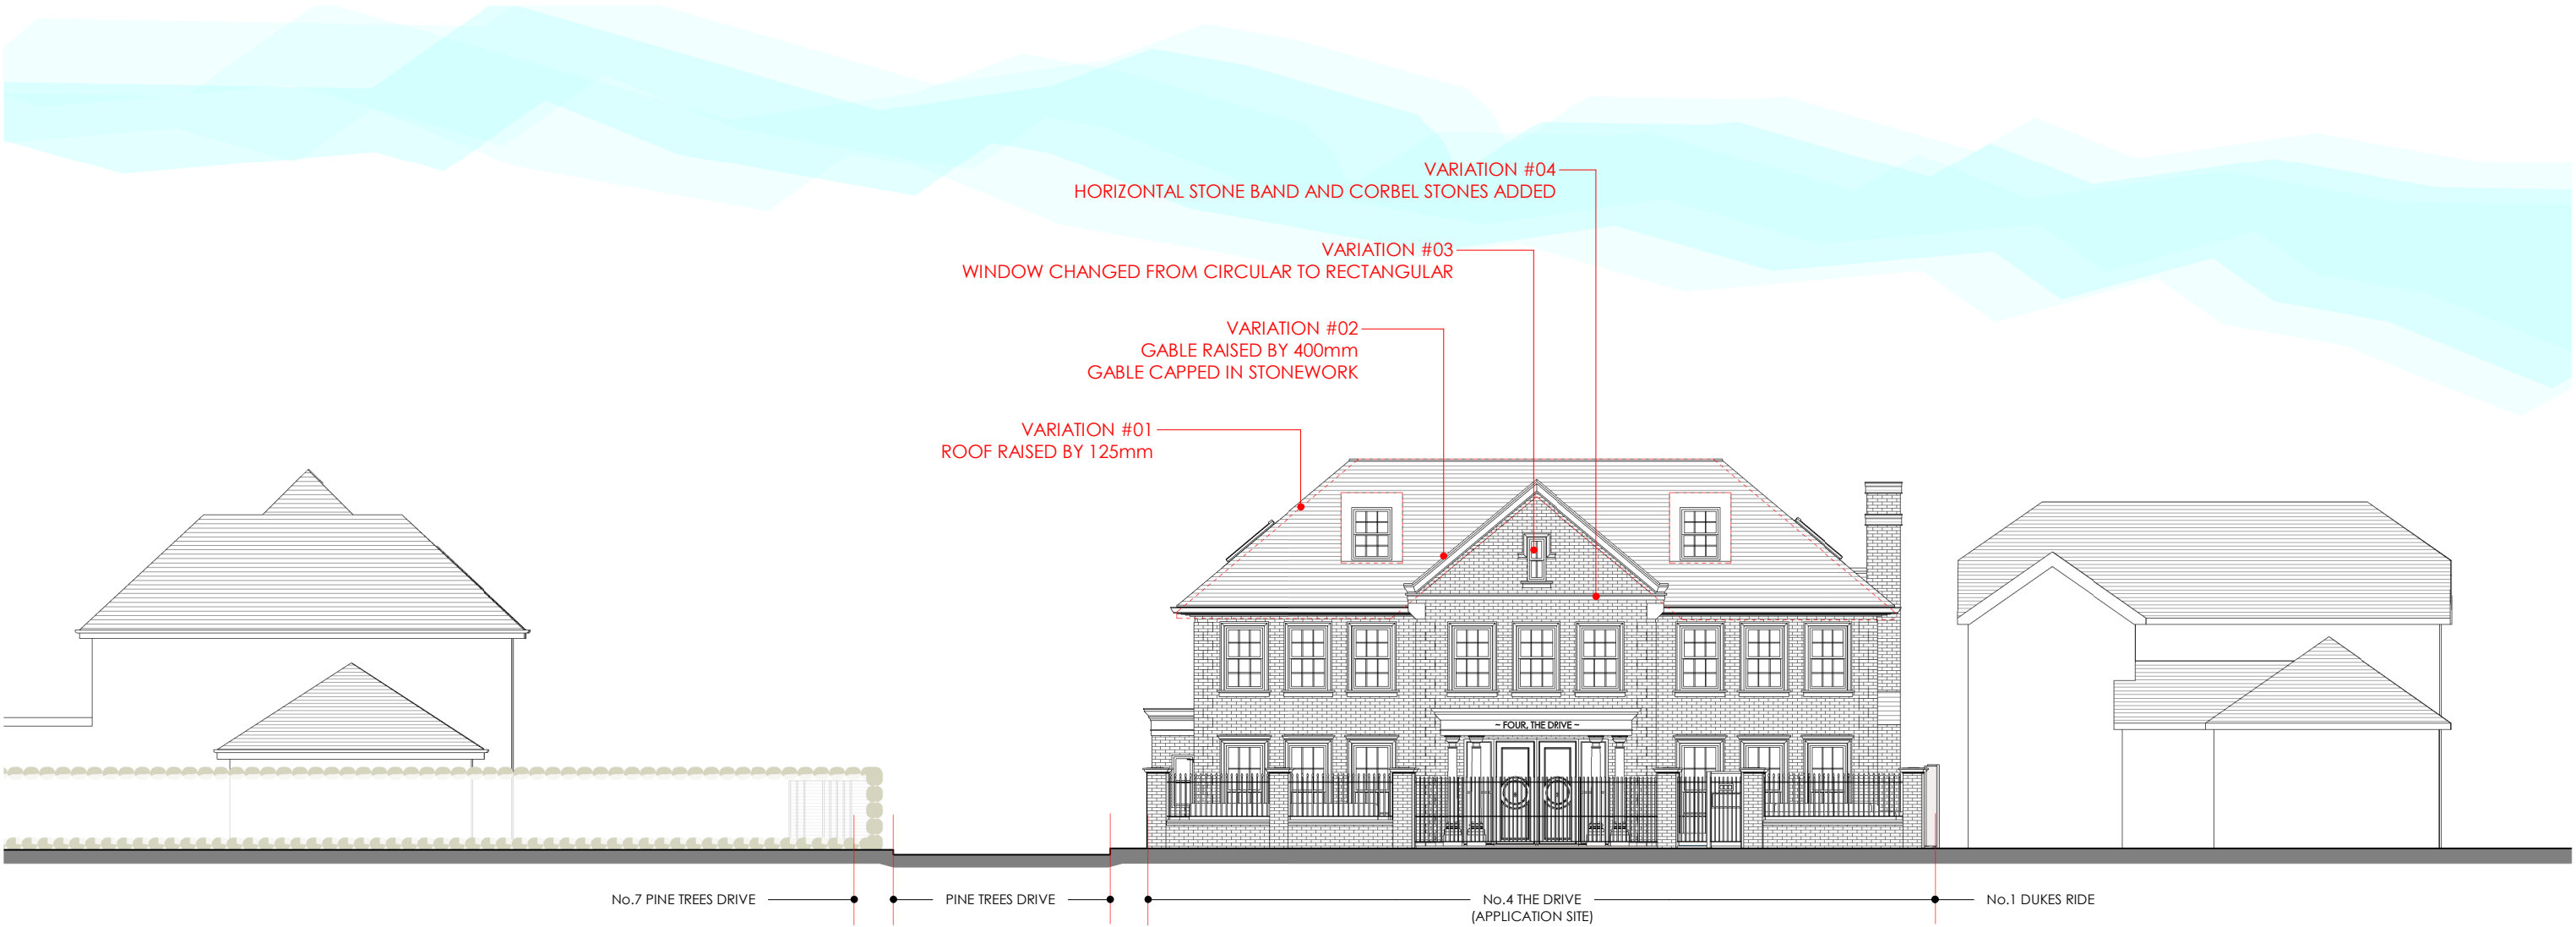 VARIATION #04
HORIZONTAL STONE BAND AND CORBEL STONES ADDED
VARIATION #03
WINDOW CHANGED FROM CIRCULAR TO RECTANGULAR
VARIATION #02
GABLE RAISED BY 400mm
GABLE CAPPED IN STONEWORK
VARIATION #01
ROOF RAISED BY 125mm
~ FOUR, THE DRIVE ~
No.7 PINE TREES DRIVE
PINE TREES DRIVE
No.4 THE DRIVE
(APPLICATION SITE)
No.1 DUKES RIDE